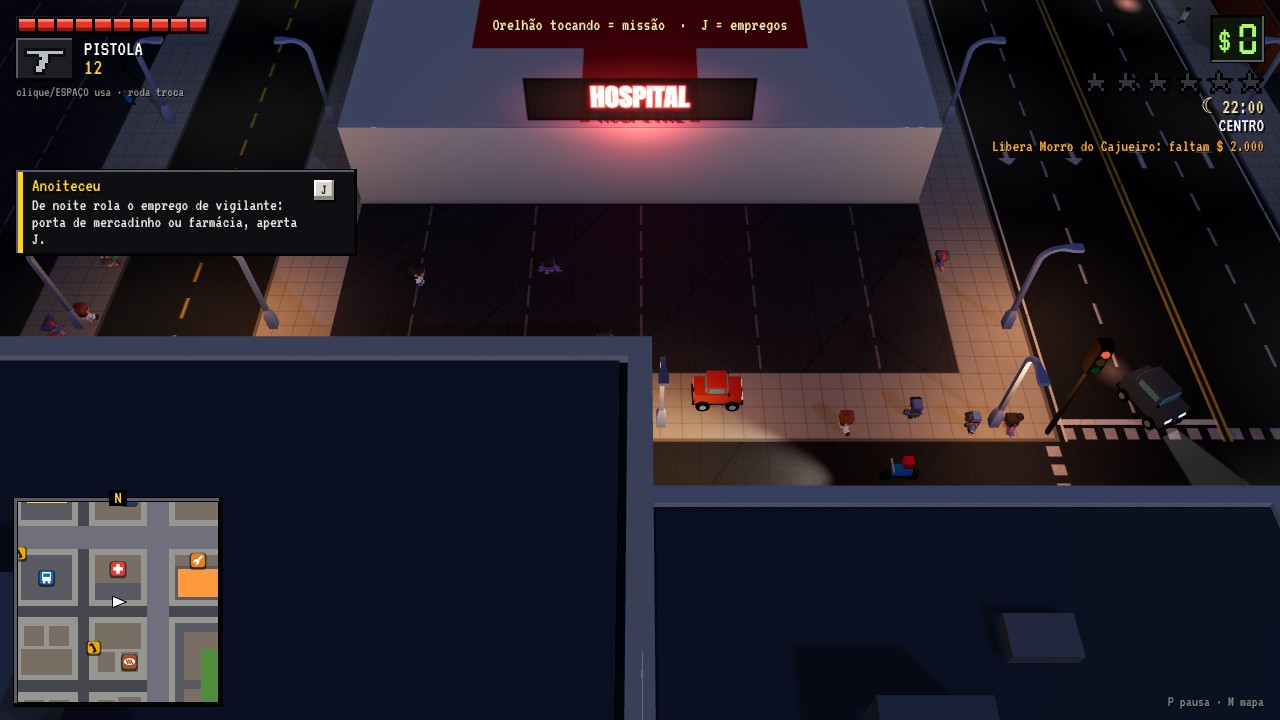 Orelhão tocando = missão · J = empregos
PISTOLA
12
clique/ESPAÇO usa · roda troca
$0
HOSPITAL
22:00
CENTRO
Libera Morro do Cajueiro: faltam $ 2.000
Anoiteceu
J
De noite rola o emprego de vigilante:
porta de mercadinho ou farmácia, aperta
J.
N
P pausa · M mapa